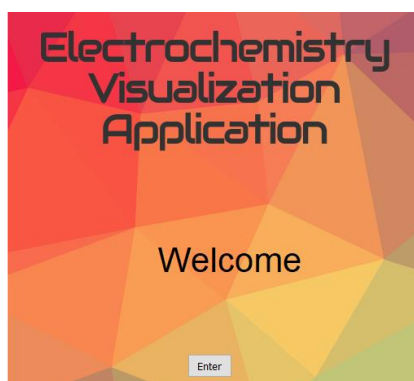 Electrochemistry
Visualization
Application
Welcome
Enter